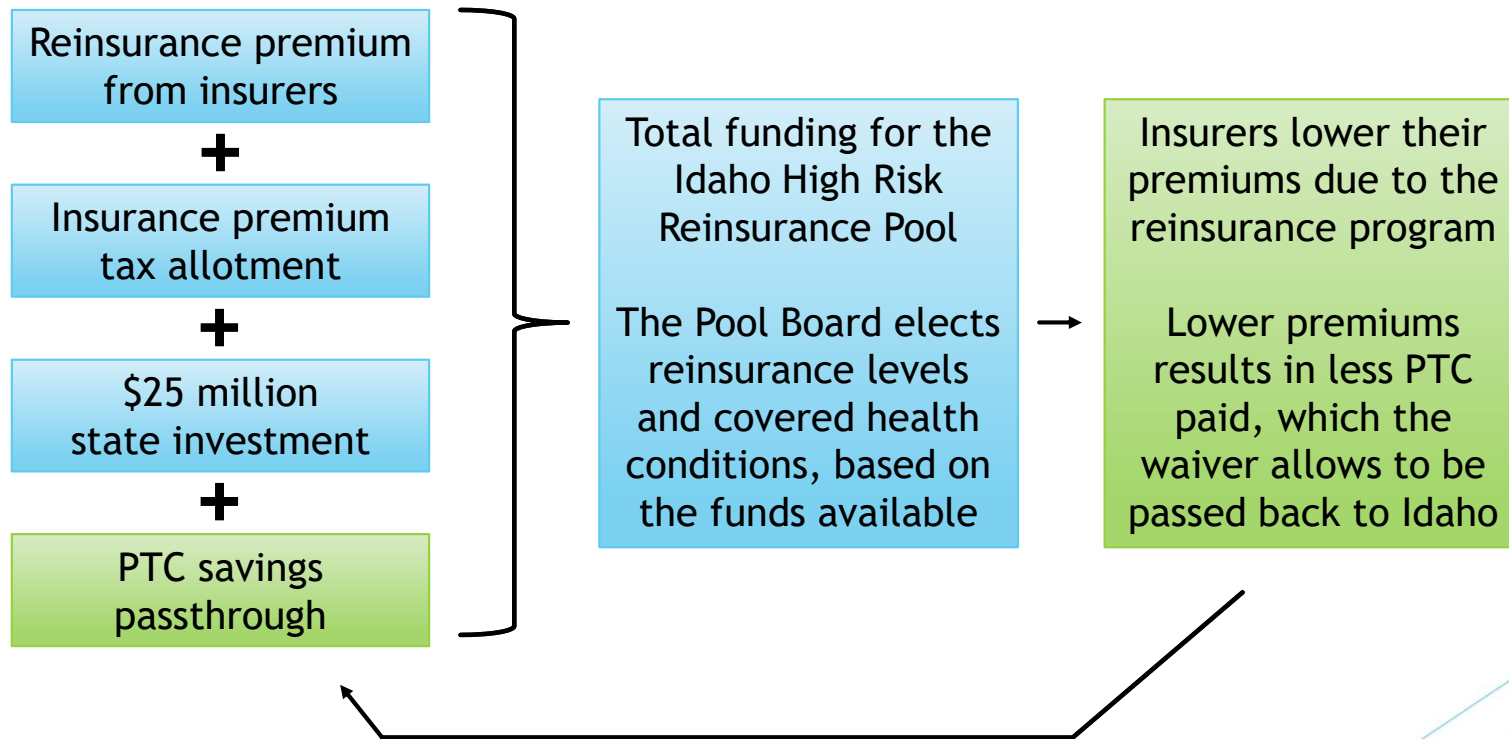 Reinsurance premium
from insurers
+
Insurance premium
tax allotment
+
$25 million
state investment
+
PTC savings
passthrough
Total funding for the
Idaho High Risk
Reinsurance Pool
The Pool Board elects
reinsurance levels
and covered health
conditions, based on
the funds available
Insurers lower their
premiums due to the
reinsurance program
Lower premiums
results in less PTC
paid, which the
waiver allows to be
passed back to Idaho